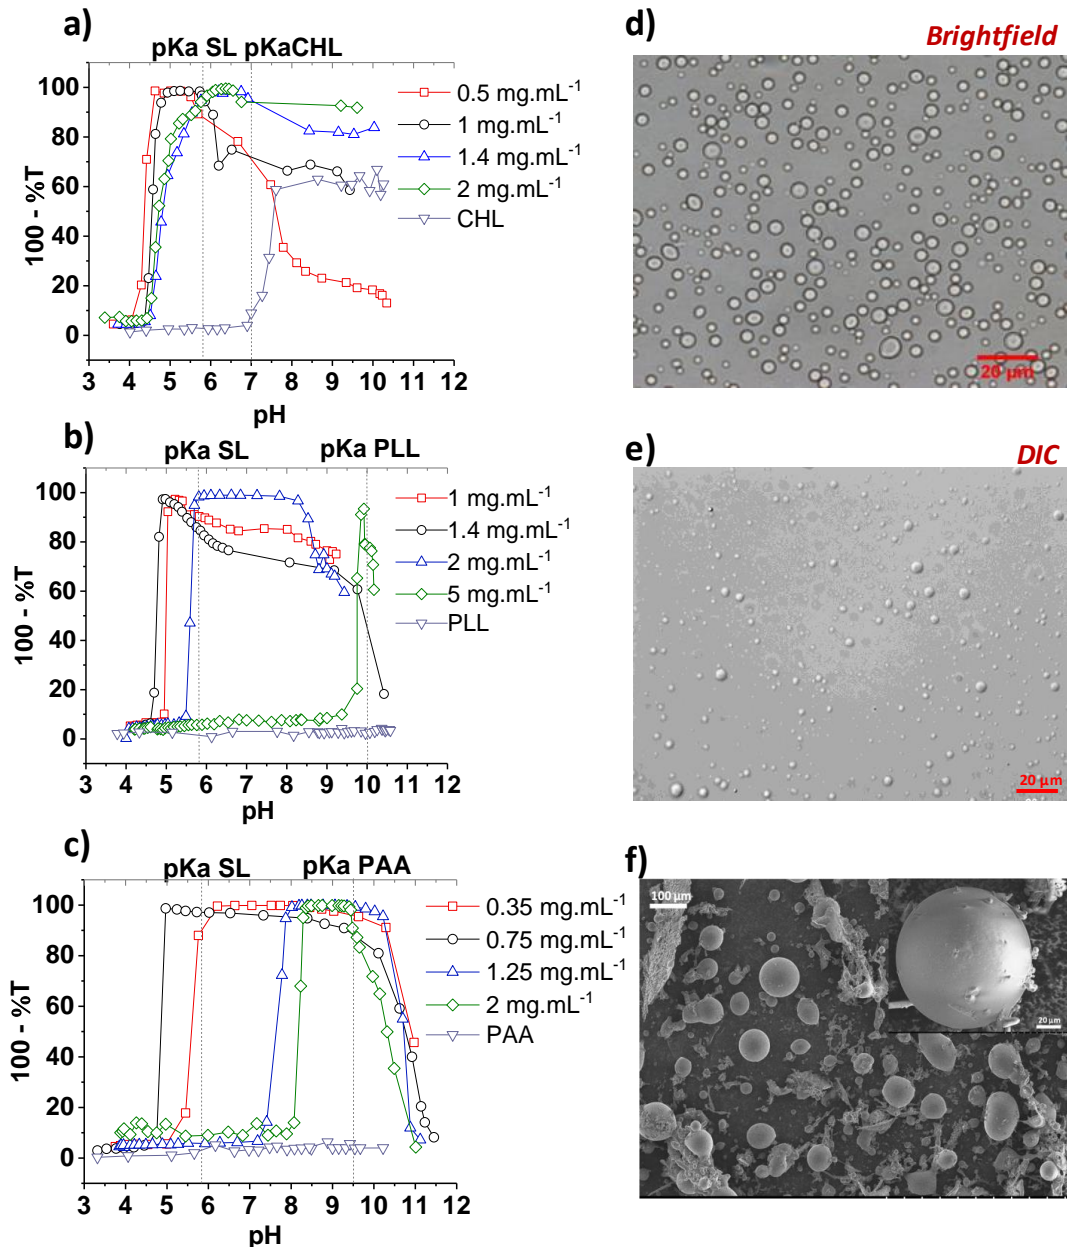 a)
pKa SL pKaCHL
100
80
60
40
20
0
100 - %T
3 4 5 6 7 8 9 10 11 12
pH
0.5 mg.mL-1
1 mg.mL-1
1.4 mg.mL-1
2 mg.mL-1
CHL
d)
Brightfield
20 μm
b)
pKa SL pKa PLL
100
80
60
40
20
0
100 - %T
3 4 5 6 7 8 9 10 11 12
pH
1 mg.mL-1
1.4 mg.mL-1
2 mg.mL-1
5 mg.mL-1
PLL
e)
DIC
20 μm
c)
pKa SL pKa PAA
100
80
60
40
20
0
100 - %T
3 4 5 6 7 8 9 10 11 12
pH
0.35 mg.mL-1
0.75 mg.mL-1
1.25 mg.mL-1
2 mg.mL-1
PAA
f)
100 μm
20 μm